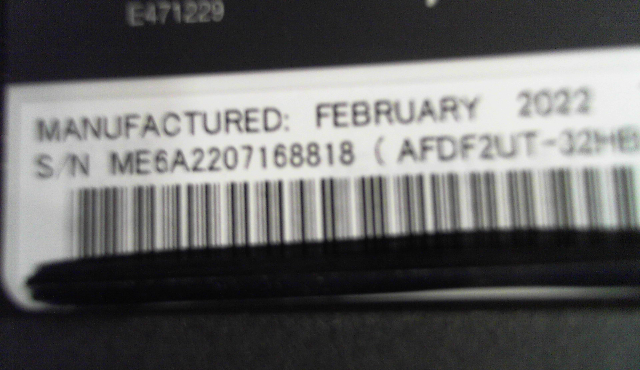 E471229
MANUFACTURED: FEBRUARY 2022
S/N ME6A2207168818 ( AFDF2UT-32HB